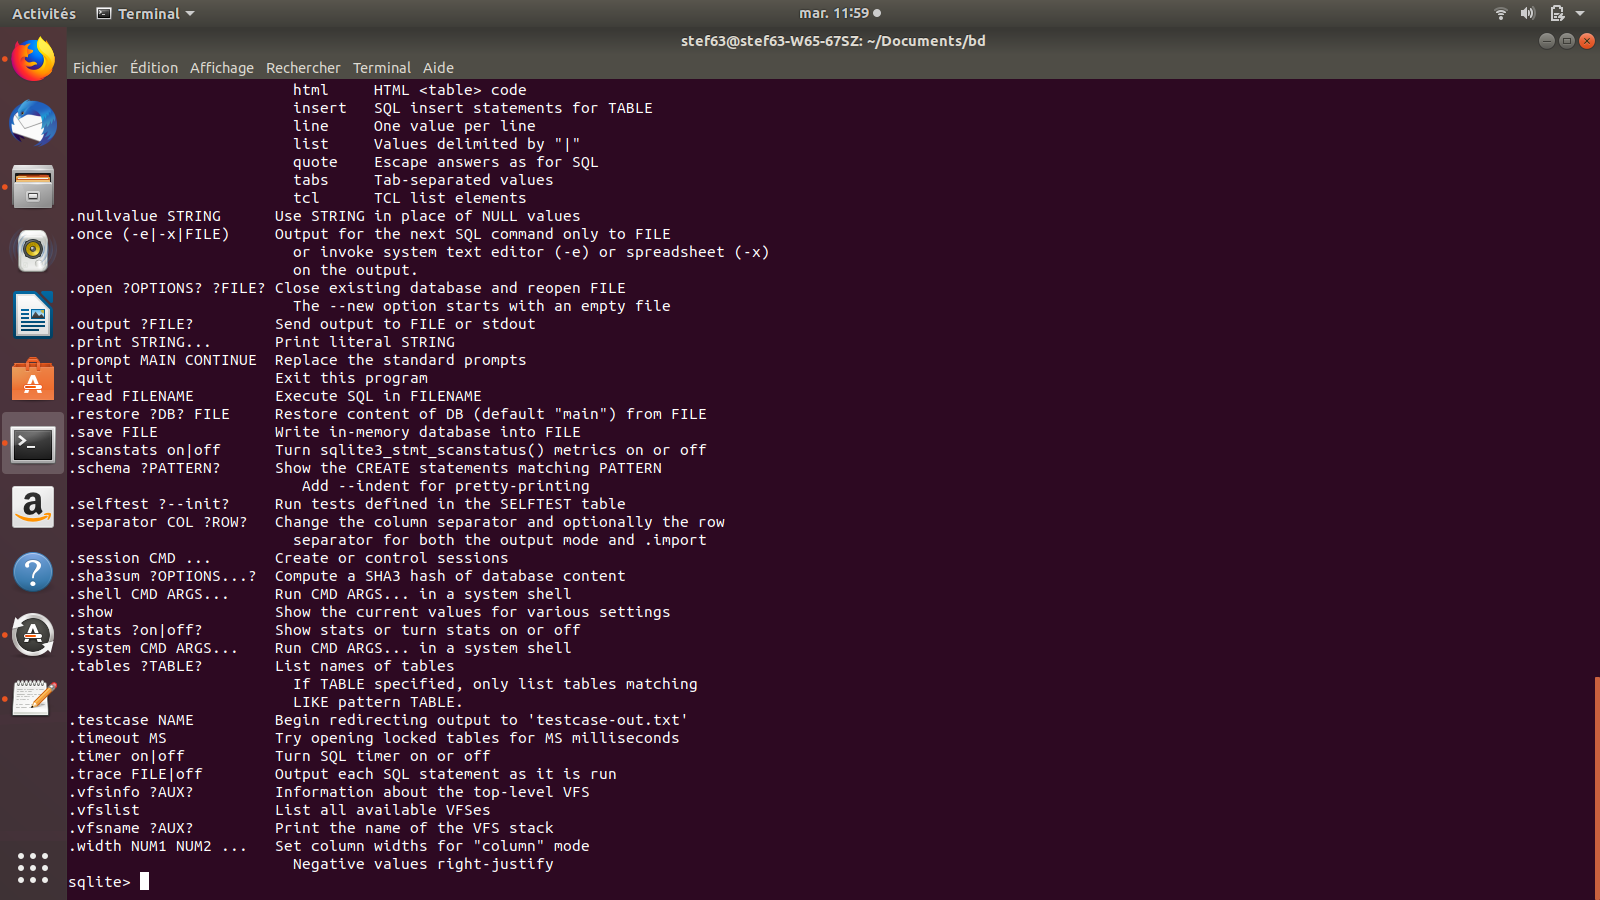 Activités Terminal mar. 11:59
stef63@stef63-W65-67SZ: ~/Documents/bd
Fichier Édition Affichage Rechercher Terminal Aide
html HTML <table> code
insert SQL insert statements for TABLE
line One value per line
list Values delimited by "|"
quote Escape answers as for SQL
tabs Tab-separated values
tcl TCL list elements
.nullvalue STRING Use STRING in place of NULL values
.once (-e|-x|FILE) Output for the next SQL command only to FILE
or invoke system text editor (-e) or spreadsheet (-x)
on the output.
.open ?OPTIONS? ?FILE? Close existing database and reopen FILE
The --new option starts with an empty file
.output ?FILE? Send output to FILE or stdout
.print STRING... Print literal STRING
.prompt MAIN CONTINUE Replace the standard prompts
.quit Exit this program
.read FILENAME Execute SQL in FILENAME
.restore ?DB? FILE Restore content of DB (default "main") from FILE
.save FILE Write in-memory database into FILE
.scanstats on|off Turn sqlite3_stmt_scanstatus() metrics on or off
.schema ?PATTERN? Show the CREATE statements matching PATTERN
Add --indent for pretty-printing
.selftest ?--init? Run tests defined in the SELFTEST table
.separator COL ?ROW? Change the column separator and optionally the row
separator for both the output mode and .import
.session CMD ... Create or control sessions
.sha3sum ?OPTIONS...? Compute a SHA3 hash of database content
.shell CMD ARGS... Run CMD ARGS... in a system shell
.show Show the current values for various settings
.stats ?on|off? Show stats or turn stats on or off
.system CMD ARGS... Run CMD ARGS... in a system shell
.tables ?TABLE? List names of tables
If TABLE specified, only list tables matching
LIKE pattern TABLE.
.testcase NAME Begin redirecting output to 'testcase-out.txt'
.timeout MS Try opening locked tables for MS milliseconds
.timer on|off Turn SQL timer on or off
.trace FILE|off Output each SQL statement as it is run
.vfsinfo ?AUX? Information about the top-level VFS
.vfslist List all available VFSes
.vfsname ?AUX? Print the name of the VFS stack
.width NUM1 NUM2 ... Set column widths for "column" mode
Negative values right-justify
sqlite>